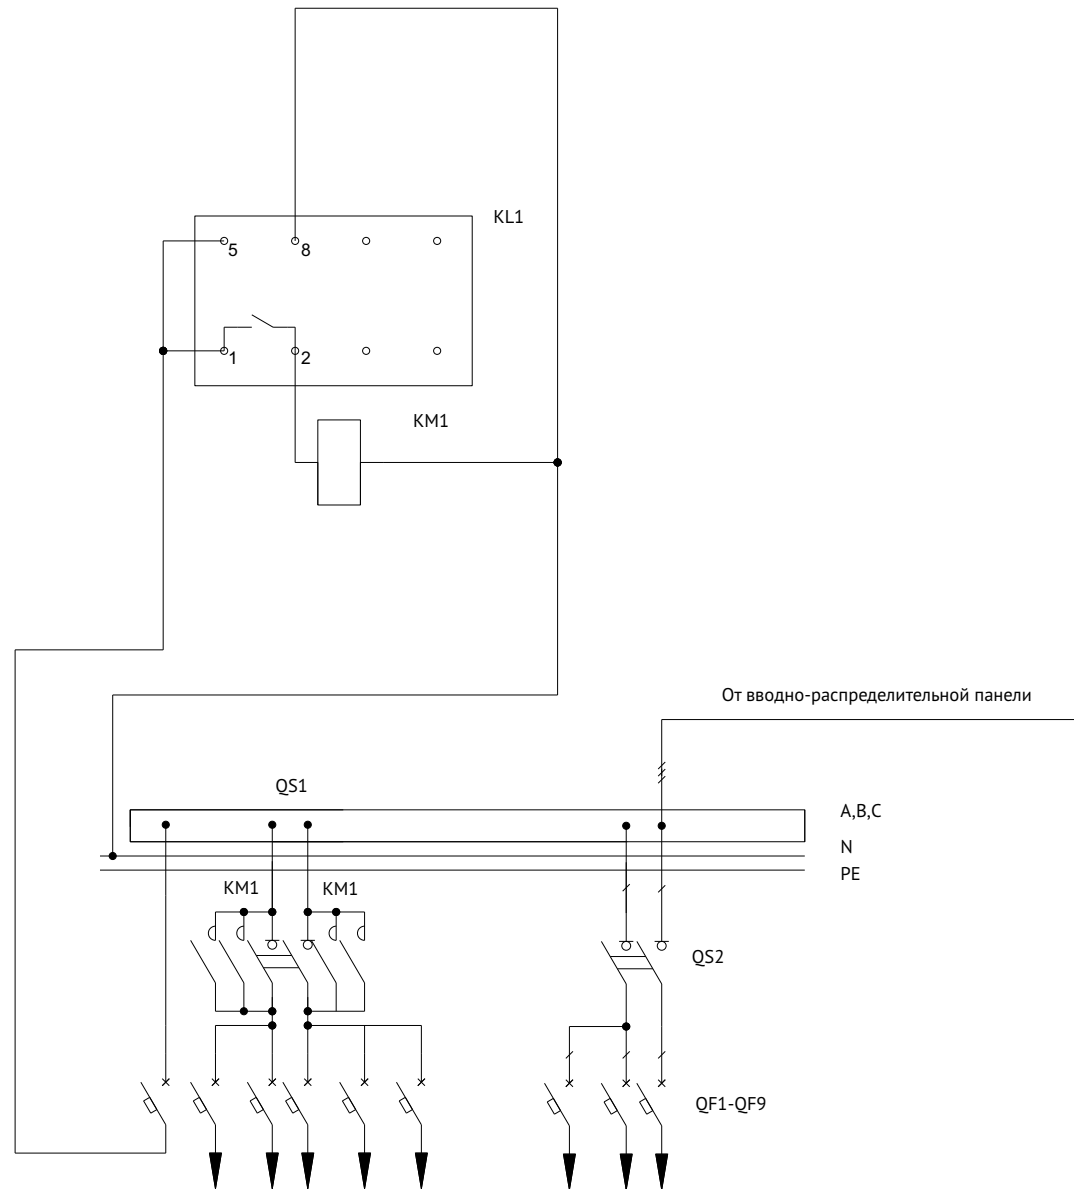 KL1
5
8
1
2
KM1
От вводно-распределительной панели
QS1
A,B,C
N
PE
KM1
KM1
QS2
QF1-QF9